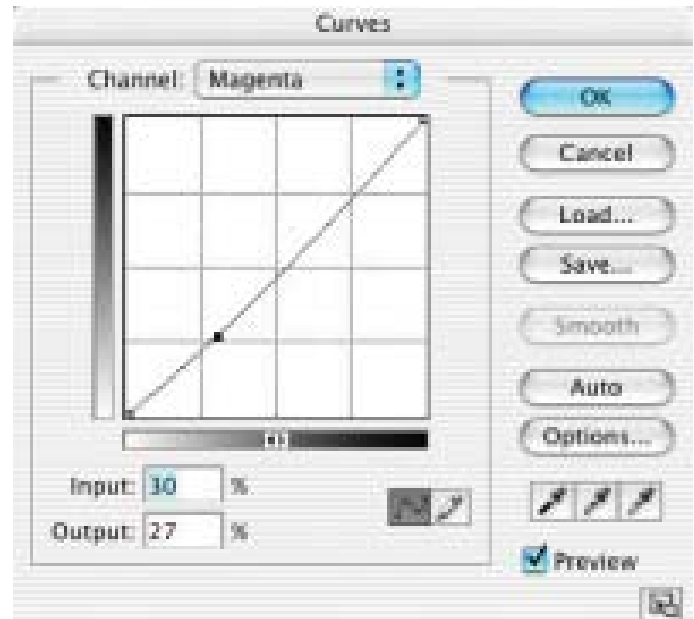 Curves
Channel: Magenta
OK
Cancel
Load...
Save...
Smooth
Auto
Options...
Input: 30 %
Output: 27 %
Preview